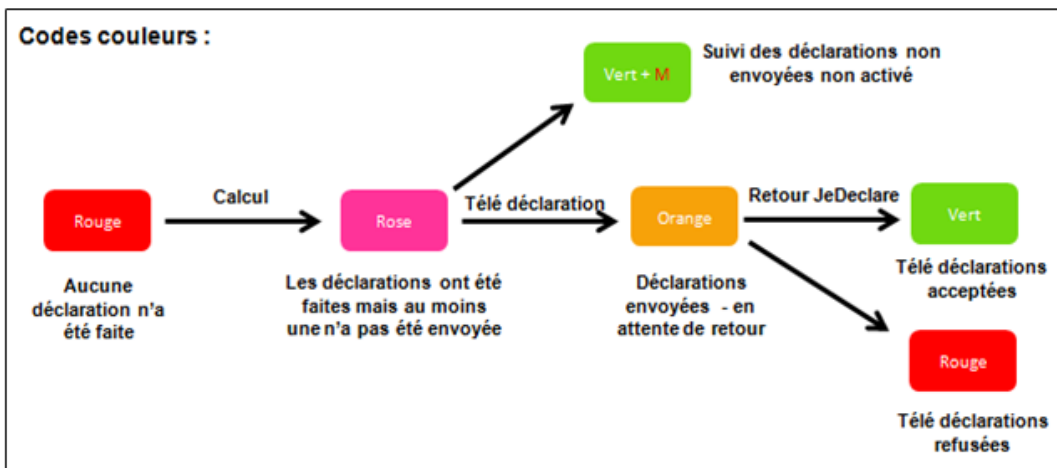 Codes couleurs :
Vert + M
Suivi des déclarations non
envoyées non activé
Rouge
Calcul
Rose
Télé déclaration
Orange
Retour JeDeclare
Vert
Aucune
déclaration n'a
été faite
Les déclarations ont été
faites mais au moins
une n'a pas été envoyée
Déclarations
envoyées - en
attente de retour
Télé déclarations
acceptées
Rouge
Télé déclarations
refusées